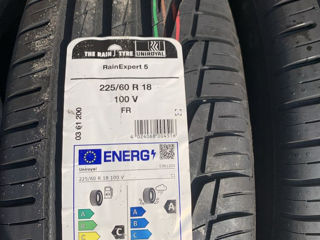 THE RAIN TYRE
UNIROYAL
RainExpert 5
225/60 R 18
100 V
FR
03 61 200
ENERG
Uniroyal
225/60 R 18 100 V
C1
A
A
B
B
C
C
A